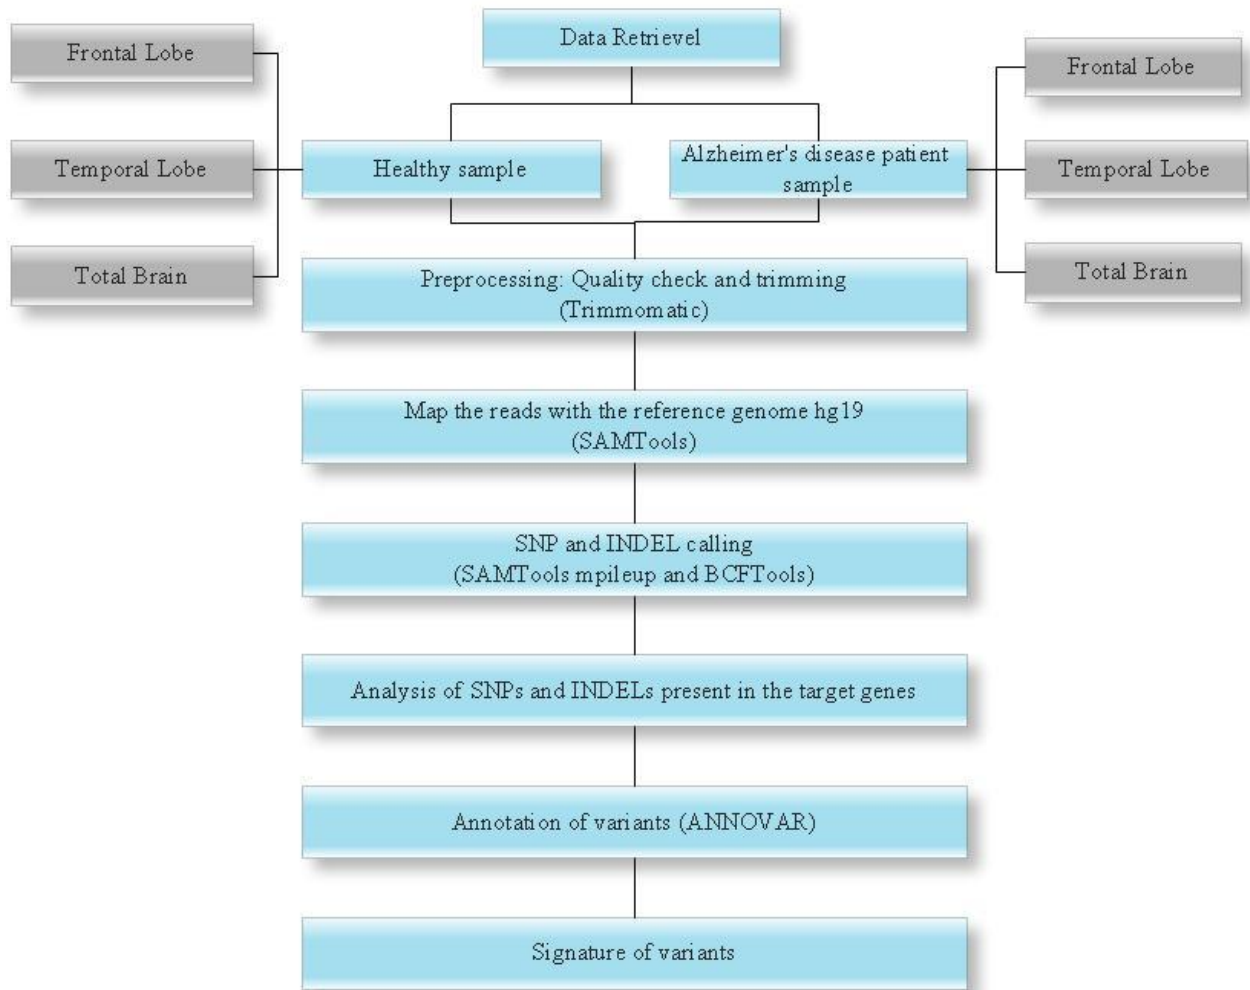 Data Retrievel
Frontal Lobe
Temporal Lobe
Total Brain
Healthy sample
Alzheimer's disease patient
sample
Frontal Lobe
Temporal Lobe
Total Brain
Preprocessing: Quality check and trimming
(Trimmomatic)
Map the reads with the reference genome hg19
(SAMTools)
SNP and INDEL calling
(SAMTools mpileup and BCFTools)
Analysis of SNPs and INDELs present in the target genes
Annotation of variants (ANNOVAR)
Signature of variants